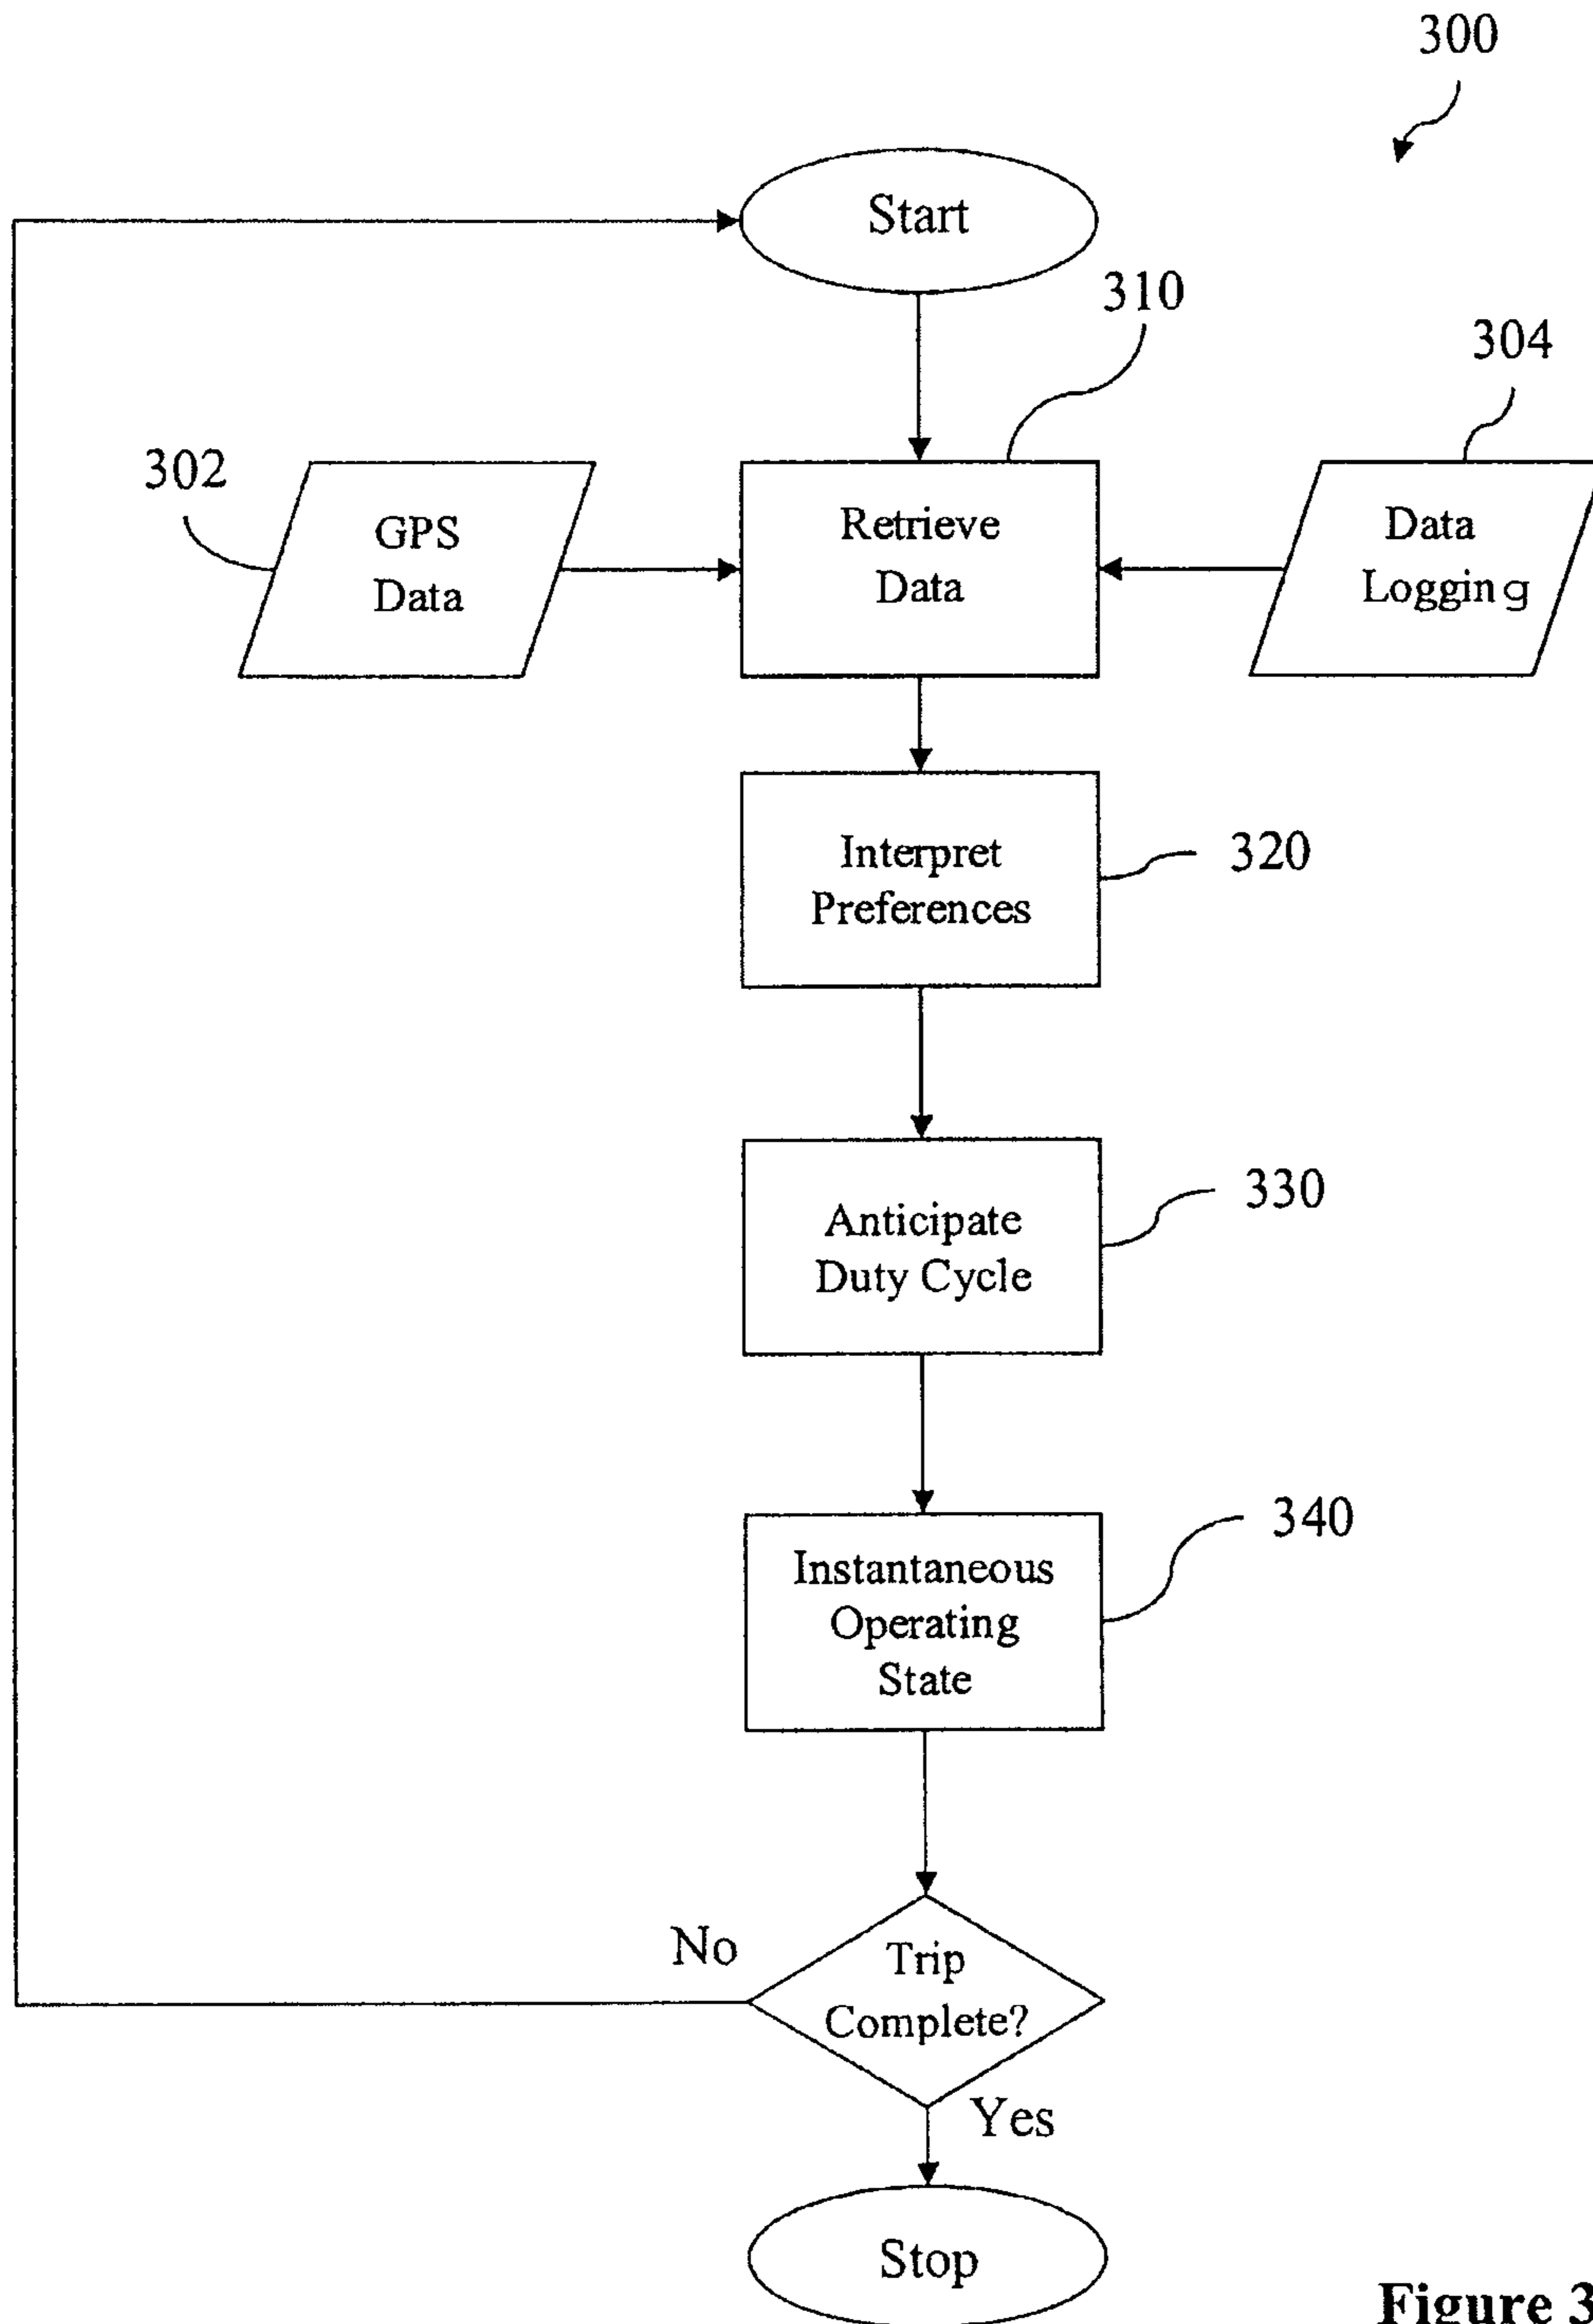 300
Start
310
304
302
GPS
Data
Retrieve
Data
Data
Logging
Interpret
Preferences
320
Anticipate
Duty Cycle
330
Instantaneous
Operating
State
340
No
Trip
Complete?
Yes
Stop
Figure 3